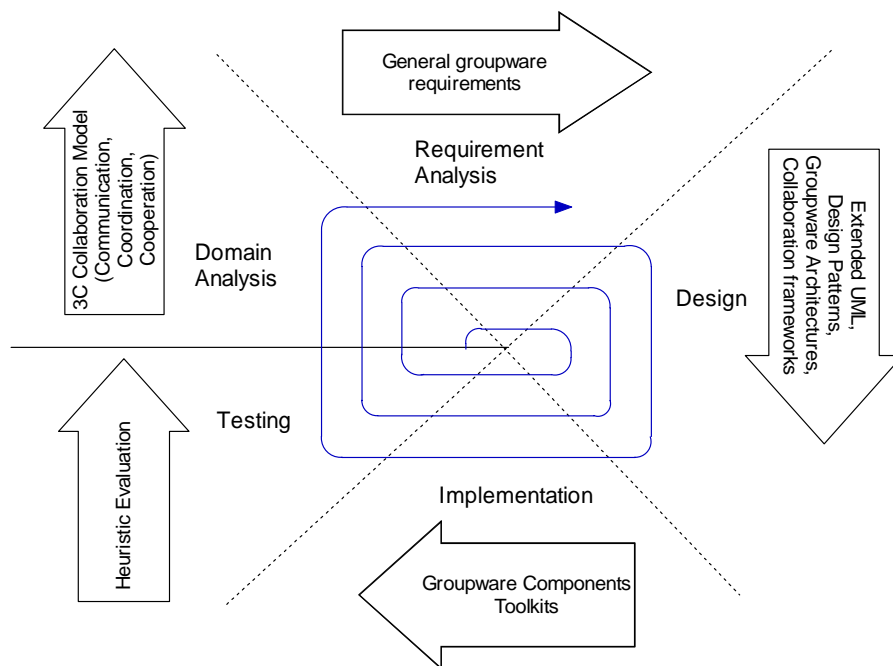 General groupware
requirements
Requirement
Analysis
3C Collaboration Model
(Communication,
Coordination,
Cooperation)
Domain
Analysis
Design
Extended UML,
Design Patterns,
Groupware Architectures,
Collaboration frameworks
Testing
Heuristic Evaluation
Implementation
Groupware Components
Toolkits